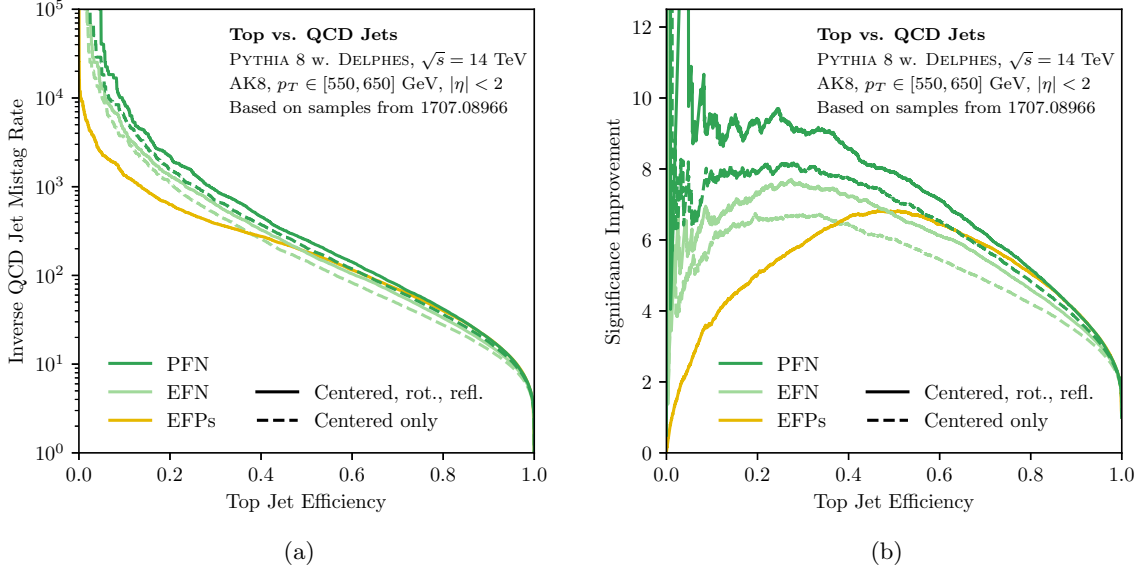 Top vs. QCD Jets
PYTHIA 8 w. DELPHES, √s = 14 TeV
AK8, p_T ∈ [550, 650] GeV, |η| < 2
Based on samples from 1707.08966
Inverse QCD Jet Mistag Rate
10^5
10^4
10^3
10^2
10^1
10^0
PFN
EFN
EFPs
Centered, rot., refl.
Centered only
0.0 0.2 0.4 0.6 0.8 1.0
Top Jet Efficiency
(a)
Top vs. QCD Jets
PYTHIA 8 w. DELPHES, √s = 14 TeV
AK8, p_T ∈ [550, 650] GeV, |η| < 2
Based on samples from 1707.08966
Significance Improvement
12
10
8
6
4
2
0
PFN
EFN
EFPs
Centered, rot., refl.
Centered only
0.0 0.2 0.4 0.6 0.8 1.0
Top Jet Efficiency
(b)